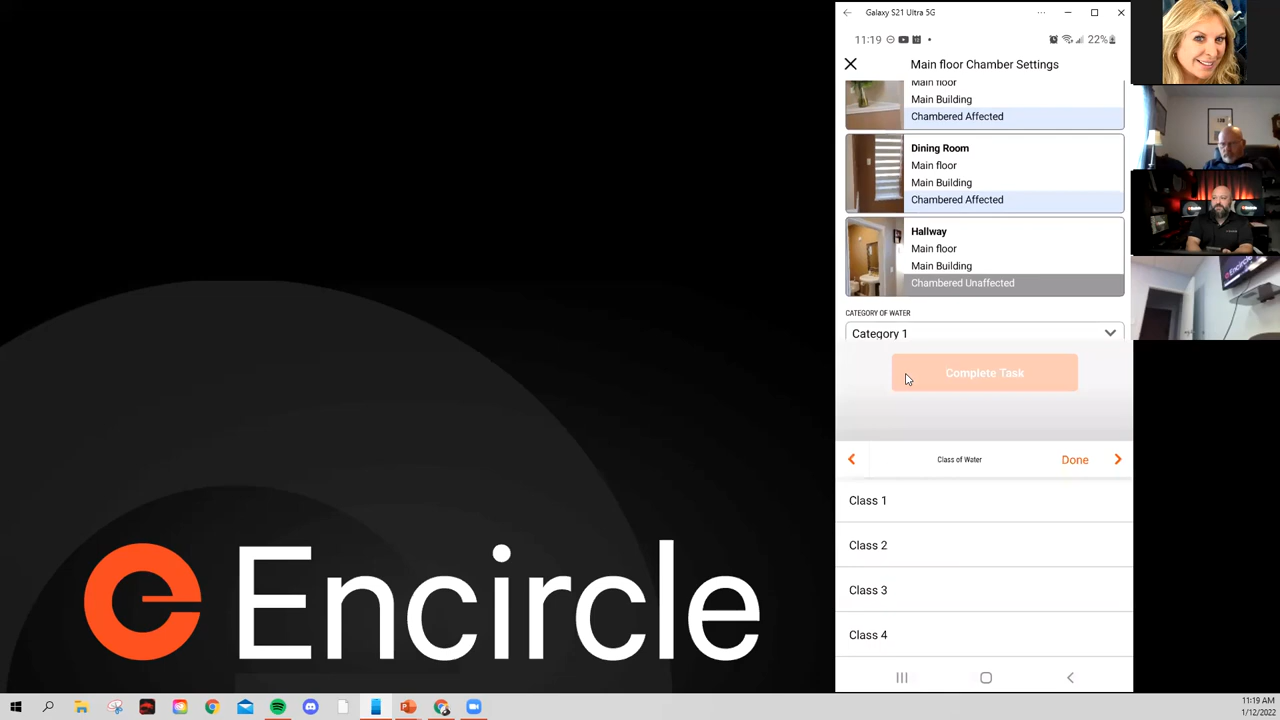 Galaxy S21 Ultra 5G
11:19
22%
Main floor Chamber Settings
Main floor
Main Building
Chambered Affected
Dining Room
Main floor
Main Building
Chambered Affected
Hallway
Main floor
Main Building
Chambered Unaffected
CATEGORY OF WATER
Category 1
Complete Task
Class of Water
Done
Class 1
Class 2
Class 3
Class 4
e Encircle
Encircle
11:19 AM
1/12/2022